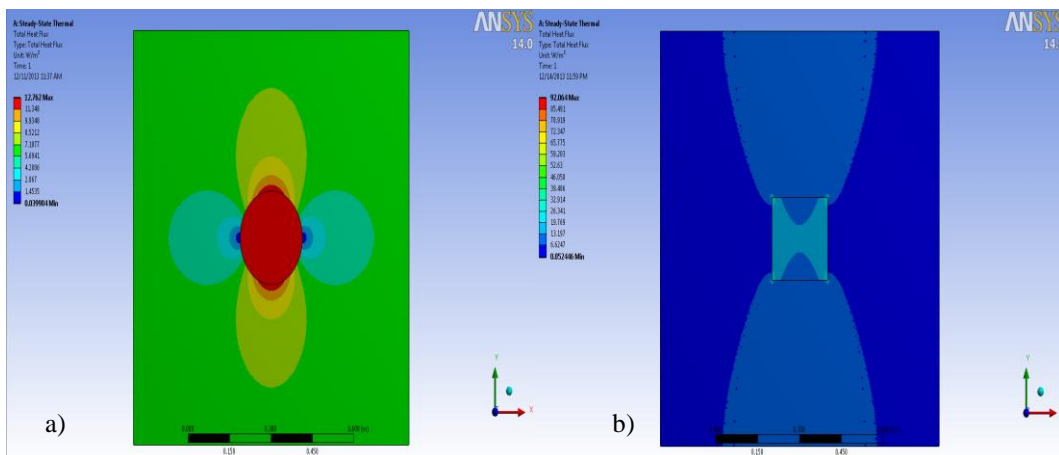 A: Steady-State Thermal
Total Heat Flux
Type: Total Heat Flux
Unit: W/m²
Time: 1
12/11/2013 11:37 AM
12.762 Max
11.348
9.9348
8.5212
7.1077
5.6941
4.2806
2.867
1.4535
0.039904 Min
ANSYS
14.0
Y
X
0.300
0.600 (m)
0.150
0.450
a)
A: Steady-State Thermal
Total Heat Flux
Type: Total Heat Flux
Unit: W/m²
Time: 1
12/14/2013 11:59 PM
92.064 Max
85.491
78.919
72.347
65.775
59.203
52.63
46.058
39.486
32.914
26.341
19.769
13.197
6.6247
0.052446 Min
ANSYS
14.0
Y
X
0.150
0.450
b)